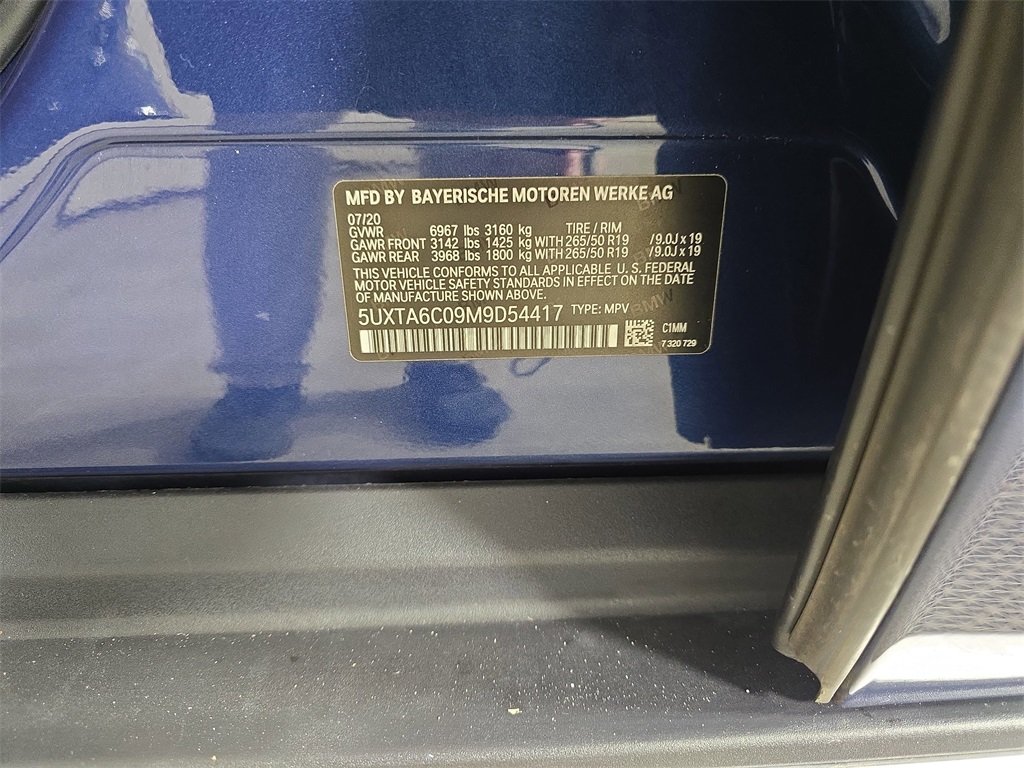 MFD BY BAYERISCHE MOTOREN WERKE AG
07/20
GVWR 6967 lbs 3160 kg TIRE / RIM
GAWR FRONT 3142 lbs 1425 kg WITH 265/50 R19 /9.0J x 19
GAWR REAR 3968 lbs 1800 kg WITH 265/50 R19 /9.0J x 19
THIS VEHICLE CONFORMS TO ALL APPLICABLE U. S. FEDERAL
MOTOR VEHICLE SAFETY STANDARDS IN EFFECT ON THE DATE
OF MANUFACTURE SHOWN ABOVE.
5UXTA6C09M9D54417 TYPE: MPV
C1MM
7 320 729
BMW
BMW